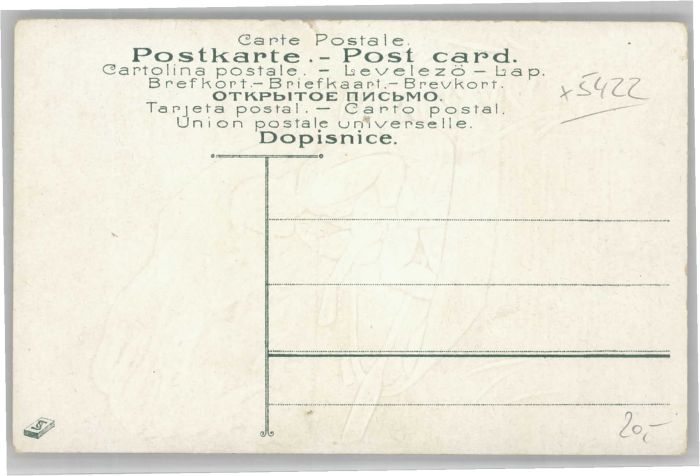 Carte Postale.
Postkarte. – Post card.
Cartolina postale. – Levelezö – Lap.
Brefkort.– Briefkaart.– Brevkort.
ОТКРЫТОЕ ПИСЬМО.
Tarjeta postal. – Carto postal.
Union postale universelle.
Dopisnice.
x5422
20,-